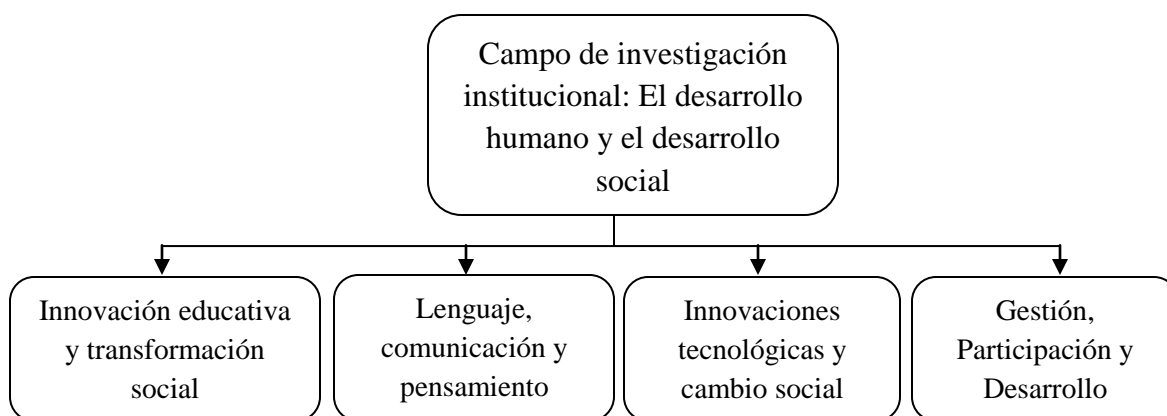 Campo de investigación
institucional: El desarrollo
humano y el desarrollo
social
Innovación educativa
y transformación
social
Lenguaje,
comunicación y
pensamiento
Innovaciones
tecnológicas y
cambio social
Gestión,
Participación y
Desarrollo